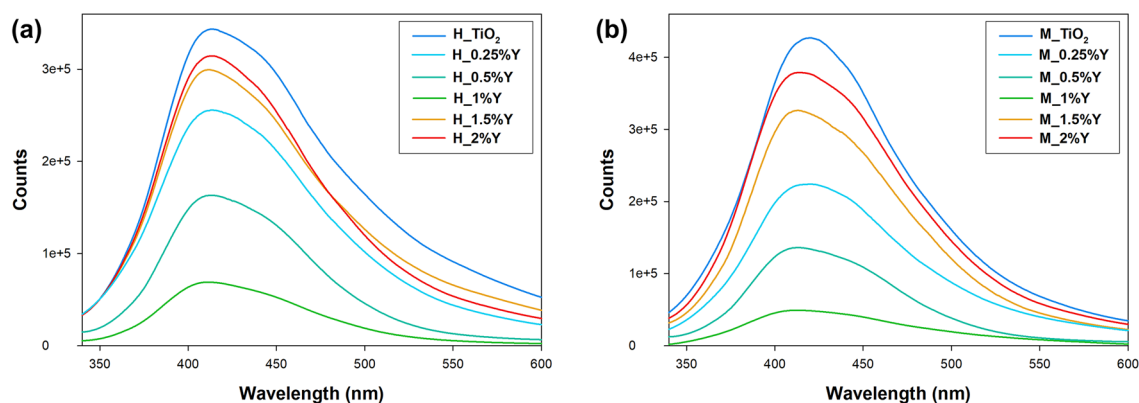 (a)
H_TiO₂
H_0.25%Y
H_0.5%Y
H_1%Y
H_1.5%Y
H_2%Y
Counts
3e+5
2e+5
1e+5
0
350 400 450 500 550 600
Wavelength (nm)
(b)
M_TiO₂
M_0.25%Y
M_0.5%Y
M_1%Y
M_1.5%Y
M_2%Y
Counts
4e+5
3e+5
2e+5
1e+5
0
350 400 450 500 550 600
Wavelength (nm)